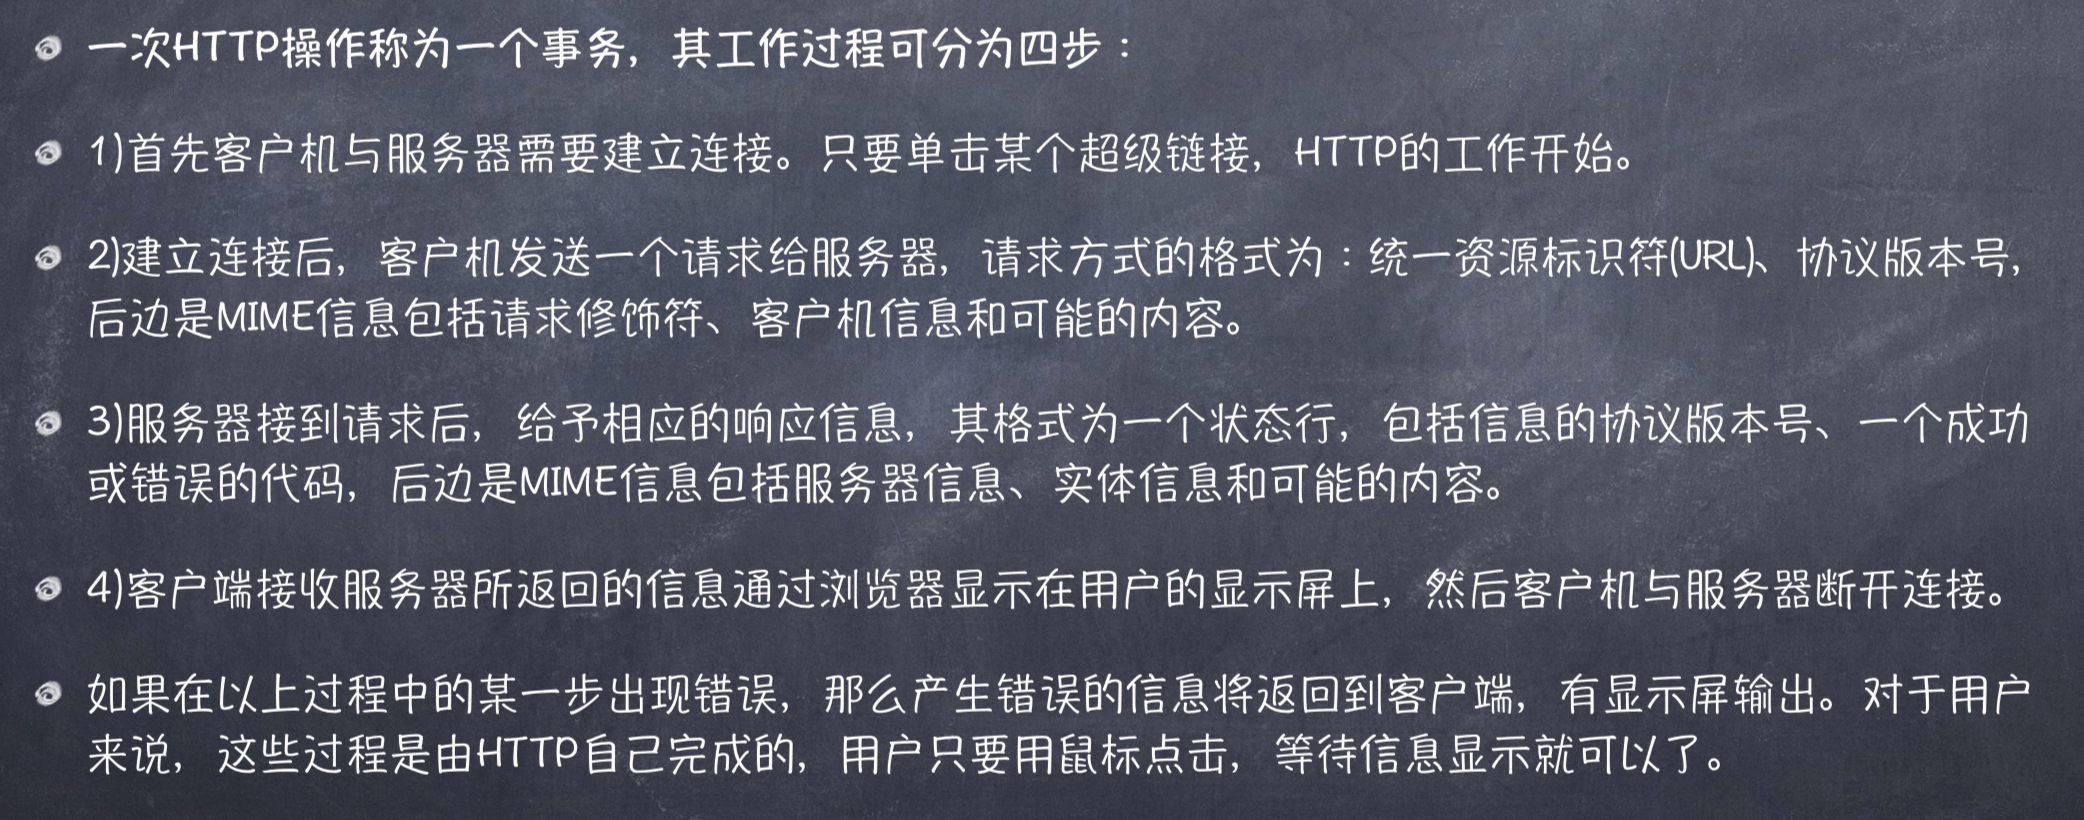 一次HTTP操作称为一个事务，其工作过程可分为四步：
1)首先客户机与服务器需要建立连接。只要单击某个超级链接，HTTP的工作开始。
2)建立连接后，客户机发送一个请求给服务器，请求方式的格式为：统一资源标识符(URL)、协议版本号，
后边是MIME信息包括请求修饰符、客户机信息和可能的内容。
3)服务器接到请求后，给予相应的响应信息，其格式为一个状态行，包括信息的协议版本号、一个成功
或错误的代码，后边是MIME信息包括服务器信息、实体信息和可能的内容。
4)客户端接收服务器所返回的信息通过浏览器显示在用户的显示屏上，然后客户机与服务器断开连接。
如果在以上过程中的某一步出现错误，那么产生错误的信息将返回到客户端，有显示屏输出。对于用户
来说，这些过程是由HTTP自己完成的，用户只要用鼠标点击，等待信息显示就可以了。